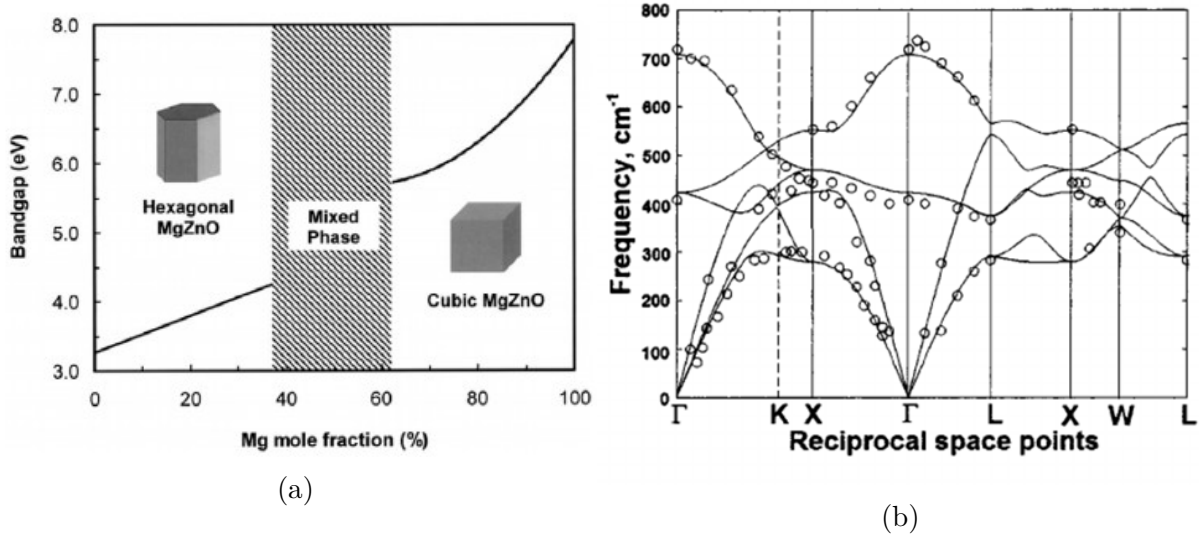 8.0
7.0
6.0
5.0
4.0
3.0
Bandgap (eV)
Hexagonal
MgZnO
Mixed
Phase
Cubic MgZnO
0
20
40
60
80
100
Mg mole fraction (%)
(a)
800
700
600
500
400
300
200
100
0
Frequency, cm⁻¹
Γ
K
X
Γ
L
X
W
L
Reciprocal space points
(b)